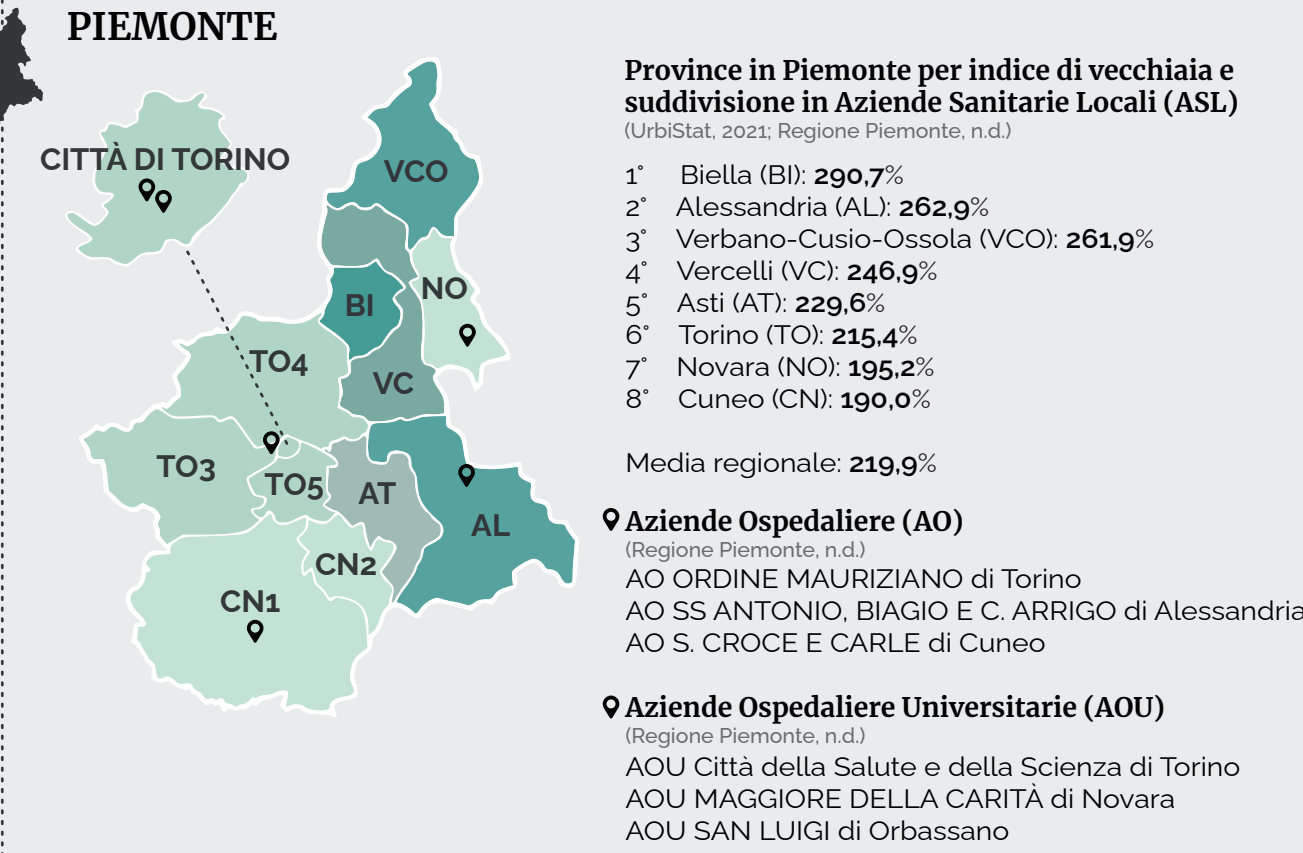 PIEMONTE
CITTÀ DI TORINO
VCO
NO
BI
TO4
VC
TO3
TO5
AT
AL
CN2
CN1
Province in Piemonte per indice di vecchiaia e
suddivisione in Aziende Sanitarie Locali (ASL)
(UrbiStat, 2021; Regione Piemonte, n.d.)
1° Biella (BI): 290,7%
2° Alessandria (AL): 262,9%
3° Verbano-Cusio-Ossola (VCO): 261,9%
4° Vercelli (VC): 246,9%
5° Asti (AT): 229,6%
6° Torino (TO): 215,4%
7° Novara (NO): 195,2%
8° Cuneo (CN): 190,0%
Media regionale: 219,9%
Aziende Ospedaliere (AO)
(Regione Piemonte, n.d.)
AO ORDINE MAURIZIANO di Torino
AO SS ANTONIO, BIAGIO E C. ARRIGO di Alessandria
AO S. CROCE E CARLE di Cuneo
Aziende Ospedaliere Universitarie (AOU)
(Regione Piemonte, n.d.)
AOU Città della Salute e della Scienza di Torino
AOU MAGGIORE DELLA CARITÀ di Novara
AOU SAN LUIGI di Orbassano